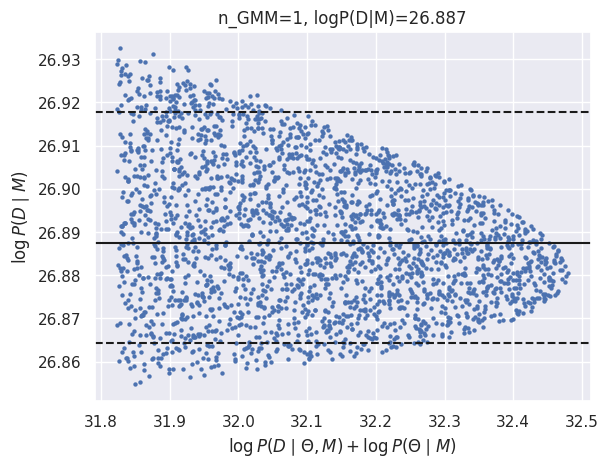 n_GMM=1, logP(D|M)=26.887
log P(D | M)
26.93
26.92
26.91
26.90
26.89
26.88
26.87
26.86
31.8 31.9 32.0 32.1 32.2 32.3 32.4 32.5
log P(D | Θ, M) + log P(Θ | M)